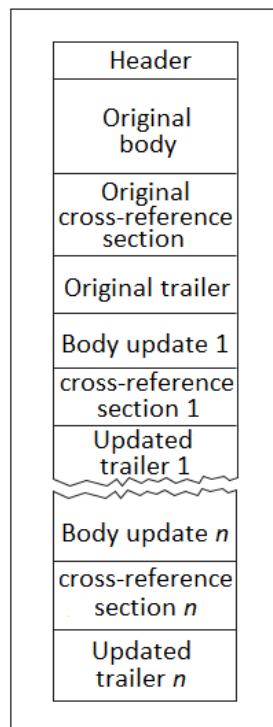 Header
Original
body
Original
cross-reference
section
Original trailer
Body update 1
cross-reference
section 1
Updated
trailer 1
Body update n
cross-reference
section n
Updated
trailer n